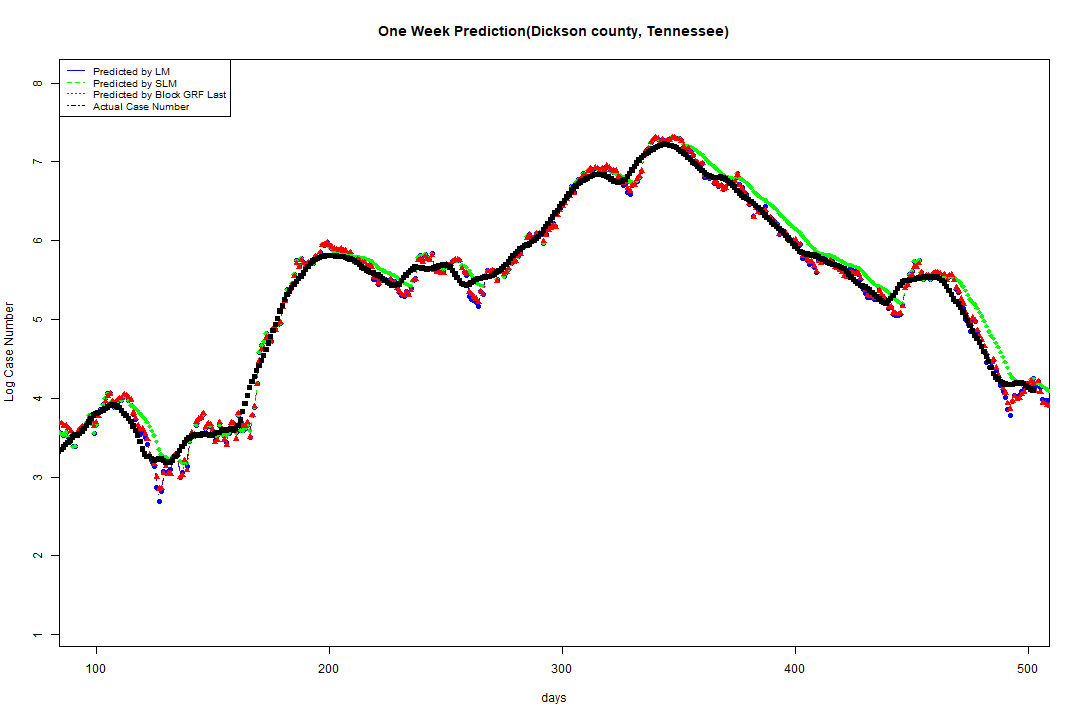 One Week Prediction(Dickson county, Tennessee)
Predicted by LM
Predicted by SLM
Predicted by Block GRF Last
Actual Case Number
8
7
6
5
4
3
2
1
Log Case Number
100 200 300 400 500
days